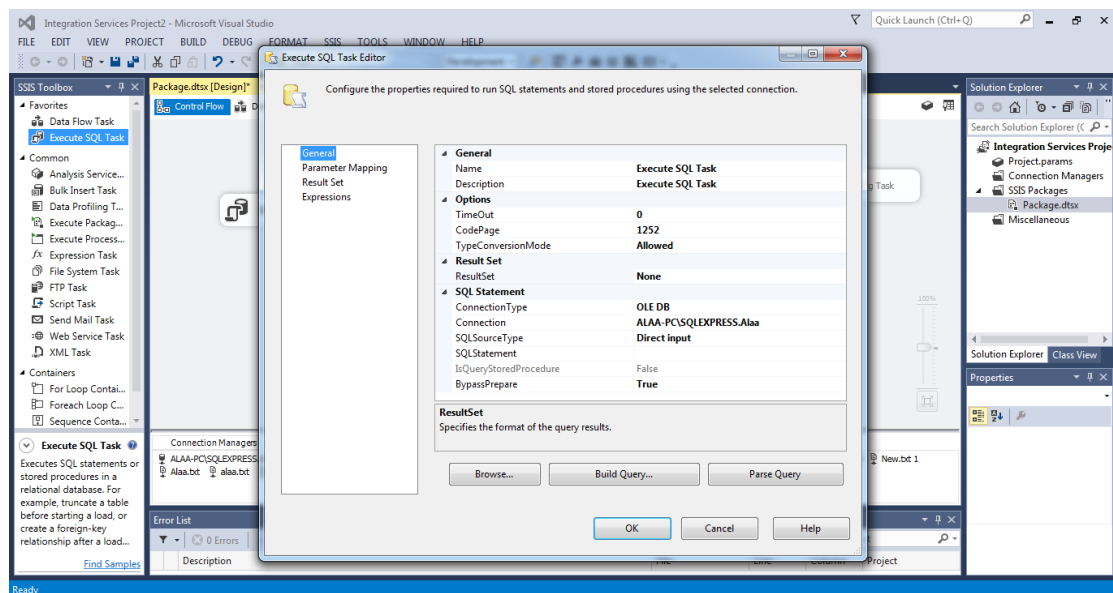 Integration Services Project2 - Microsoft Visual Studio
Quick Launch (Ctrl+Q)
FILE EDIT VIEW PROJECT BUILD DEBUG FORMAT SSIS TOOLS WINDOW HELP
SSIS Toolbox
Favorites
Data Flow Task
Execute SQL Task
Common
Analysis Service...
Bulk Insert Task
Data Profiling T...
Execute Packag...
Execute Process...
Expression Task
File System Task
FTP Task
Script Task
Send Mail Task
Web Service Task
XML Task
Containers
For Loop Contai...
Foreach Loop C...
Sequence Conta...
Execute SQL Task
Executes SQL statements or
stored procedures in a
relational database. For
example, truncate a table
before starting a load, or
create a foreign-key
relationship after a load...
Find Samples
Package.dtsx [Design]*
Control Flow D
Connection Managers
ALAA-PC\SQLEXPRESS
Alaa.txt alaa.txt
New.txt 1
Error List
0 Errors
Description
File Line Column Project
Execute SQL Task Editor
Configure the properties required to run SQL statements and stored procedures using the selected connection.
General
Parameter Mapping
Result Set
Expressions
General
Name Execute SQL Task
Description Execute SQL Task
Options
TimeOut 0
CodePage 1252
TypeConversionMode Allowed
Result Set
ResultSet None
SQL Statement
ConnectionType OLE DB
Connection ALAA-PC\SQLEXPRESS.Alaa
SQLSourceType Direct input
SQLStatement
IsQueryStoredProcedure False
BypassPrepare True
ResultSet
Specifies the format of the query results.
Browse... Build Query... Parse Query
OK Cancel Help
g Task
100%
Solution Explorer
Search Solution Explorer (C
Integration Services Proje
Project.params
Connection Managers
SSIS Packages
Package.dtsx
Miscellaneous
Solution Explorer Class View
Properties
Ready